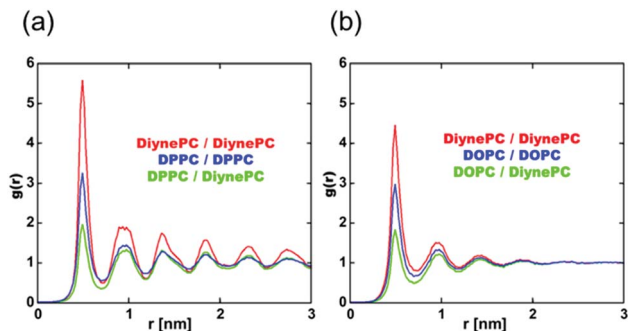 (a)
(b)
6
5
4
3
2
1
0
g(r)
DiynePC / DiynePC
DPPC / DPPC
DPPC / DiynePC
0
1
2
3
r [nm]
6
5
4
3
2
1
0
g(r)
DiynePC / DiynePC
DOPC / DOPC
DOPC / DiynePC
0
1
2
3
r [nm]